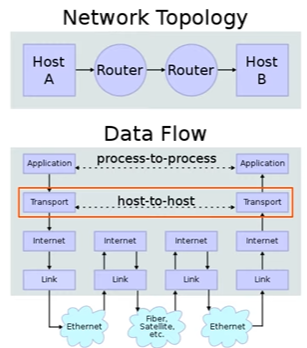 Network Topology
Host
A
Router
Router
Host
B
Data Flow
Application
process-to-process
Application
Transport
host-to-host
Transport
Internet
Internet
Internet
Internet
Link
Link
Link
Link
Ethernet
Fiber,
Satellite,
etc.
Ethernet